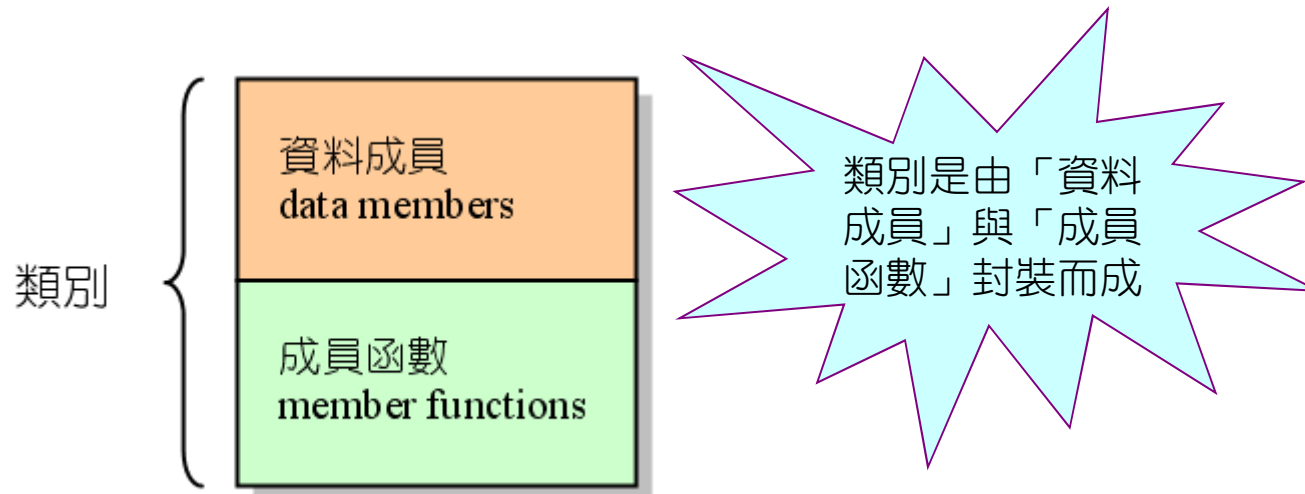 類別
資料成員
data members
成員函數
member functions
類別是由「資料
成員」與「成員
函數」封裝而成